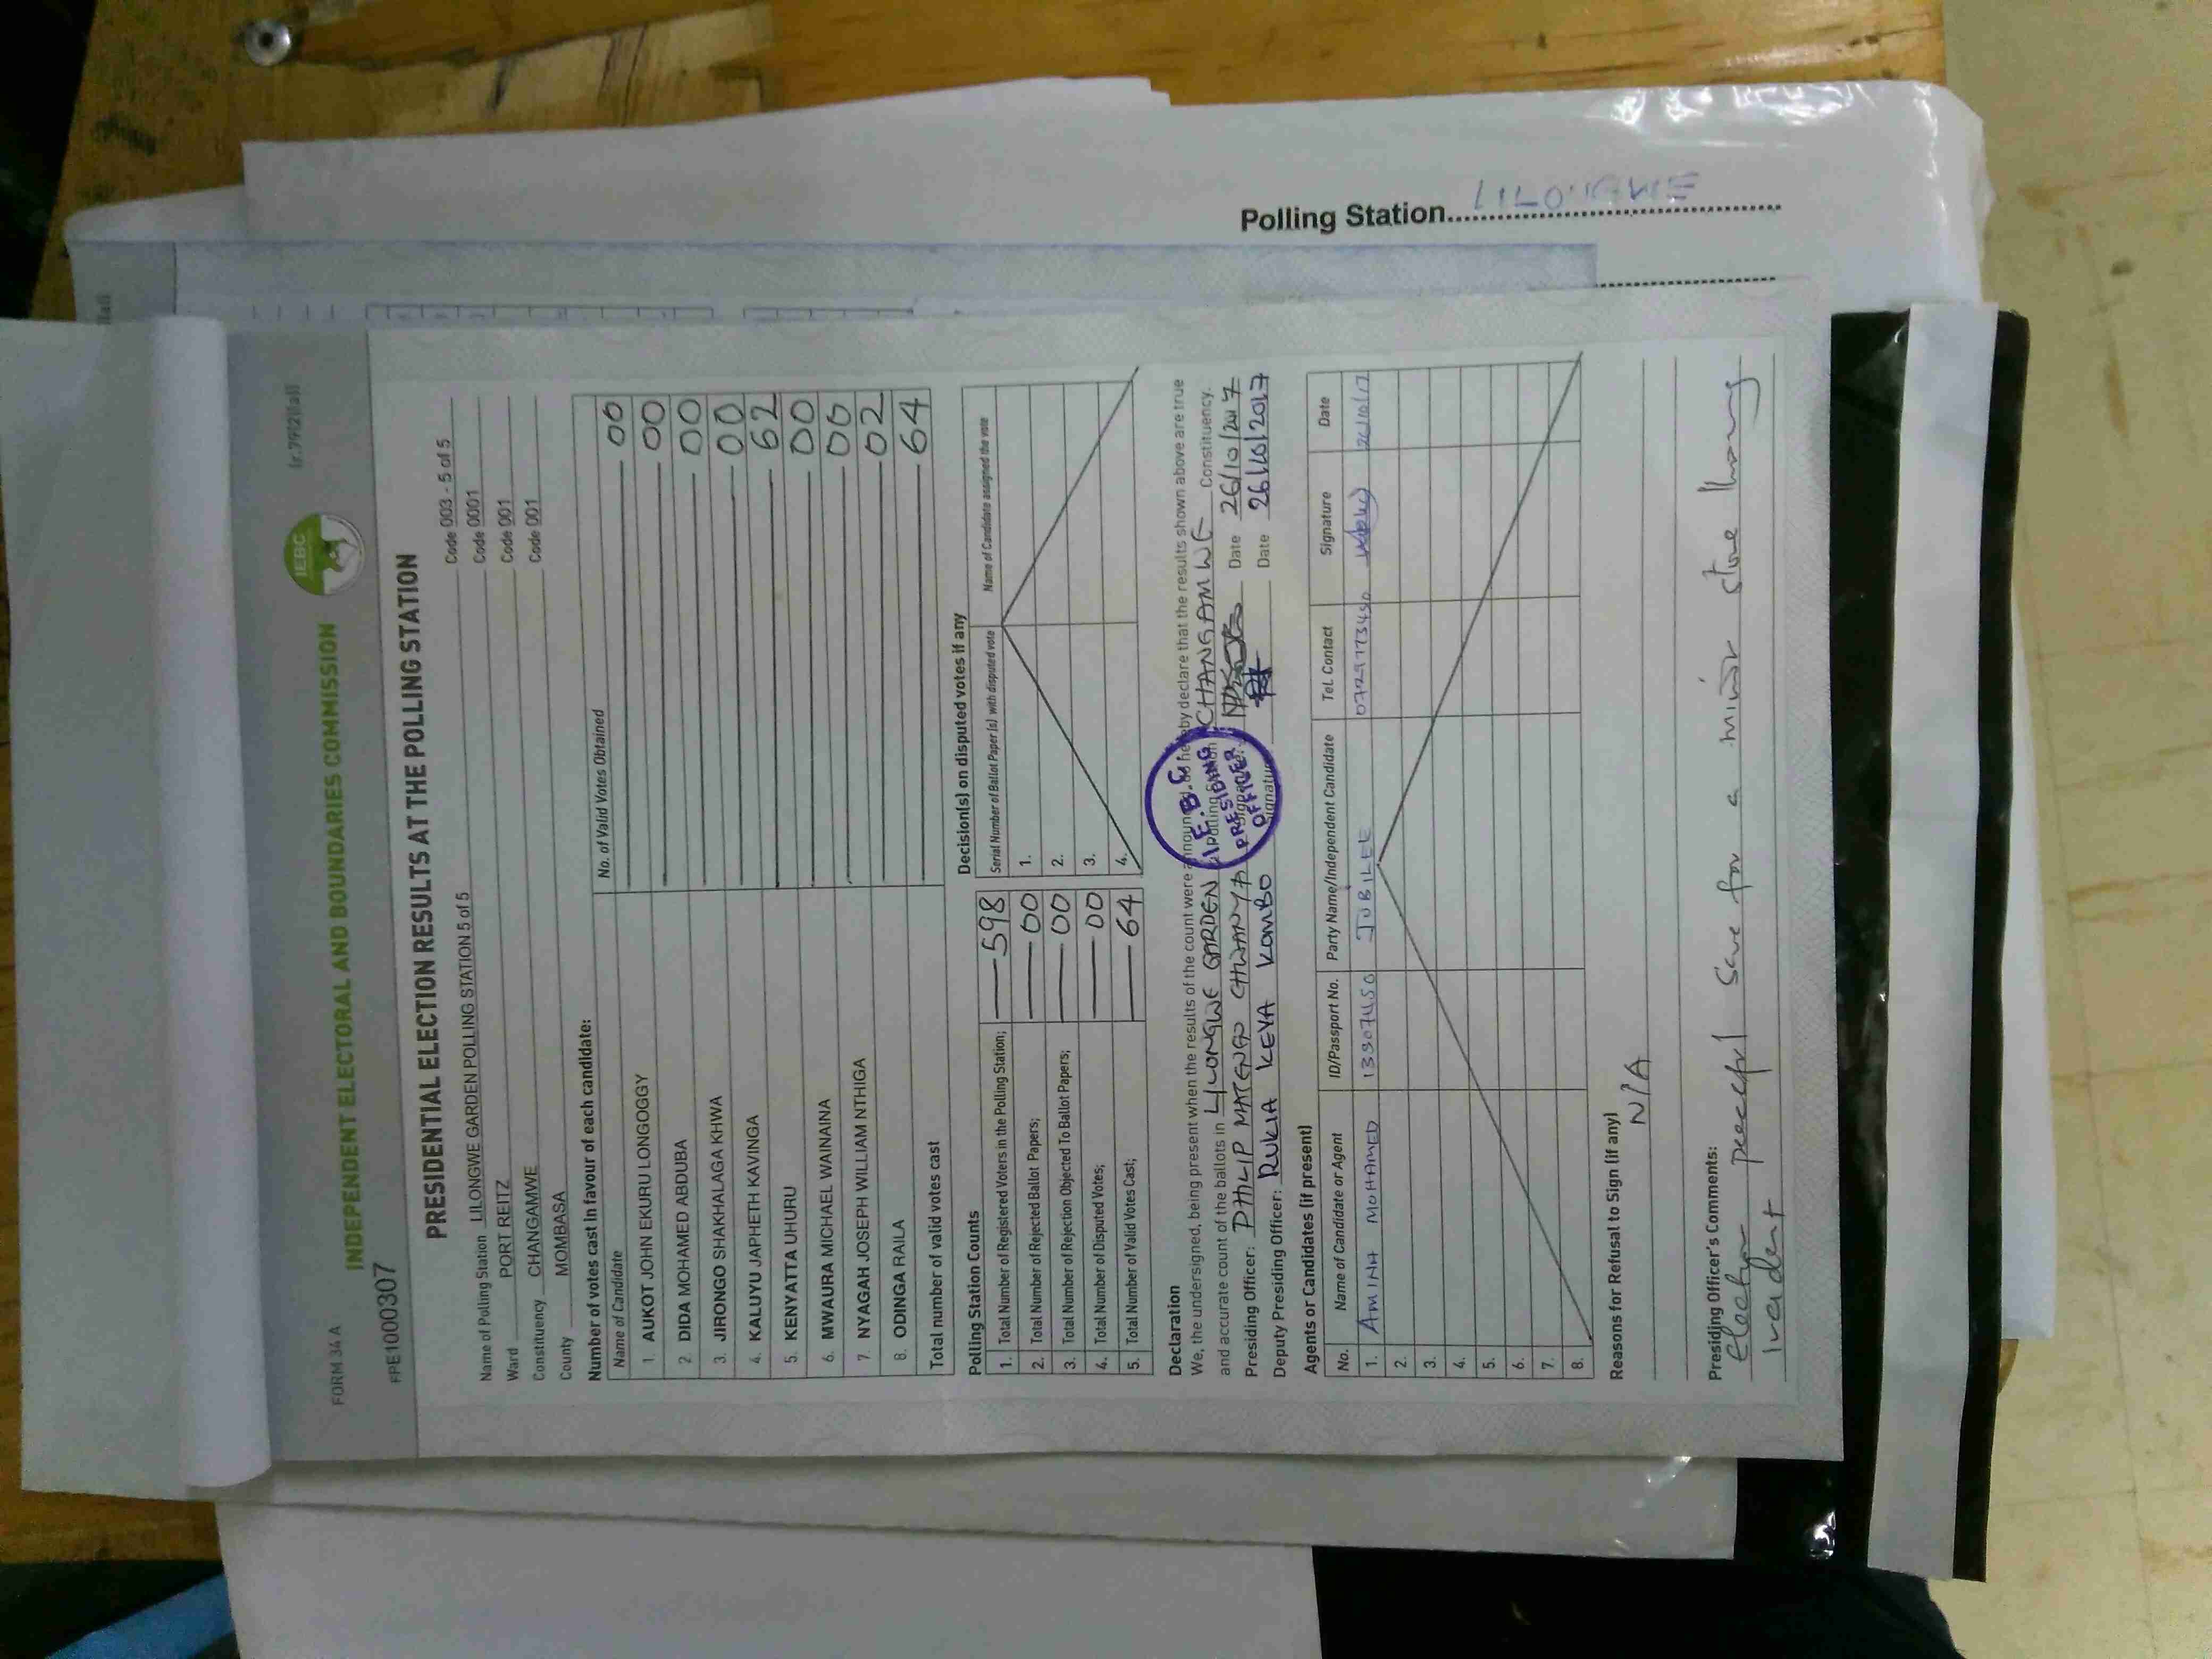 FORM 34 A
INDEPENDENT ELECTORAL AND BOUNDARIES COMMISSION
IEBC
FPE1000307
PRESIDENTIAL ELECTION RESULTS AT THE POLLING STATION
Name of Polling Station LILONGWE GARDEN POLLING STATION 5 of 5 Code 003 - 5 of 5
Ward PORT REITZ Code 0001
Constituency CHANGAMWE Code 001
County MOMBASA Code 001
Number of votes cast in favour of each candidate:
Name of Candidate No. of Valid Votes Obtained
1. AUKOT JOHN EKURU LONGOGGY 00
2 DIDA MOHAMED ABDUBA 00
3. JIRONGO SHAKHALAGA KHWA 00
4. KALUYU JAPHETH KAVINGA 00
5. KENYATTA UHURU 62
6. MWAURA MICHAEL WAINAINA 00
7. NYAGAH JOSEPH WILLIAM NTHIGA 00
8. ODINGA RAILA 02
Total number of valid votes cast 64
Polling Station Counts
1. Total Number of Registered Voters in the Polling Station; 598
2. Total Number of Rejected Ballot Papers; 00
3. Total Number of Rejection Objected To Ballot Papers; 00
4. Total Number of Disputed Votes; 00
5. Total Number of Valid Votes Cast; 64
Decision(s) on disputed votes if any
Serial Number of Ballot Paper (s) with disputed vote Name of Candidate assigned the vote
1.
2.
3.
4.
Declaration
We, the undersigned, being present when the results of the count were announced, do hereby declare that the results shown above are true
and accurate count of the ballots in LILONGWE GARDEN Polling Station CHANGAMWE Constituency.
Presiding Officer: PHILIP MATENGO CHWANYA Signature: Date 26/10/2017
Deputy Presiding Officer: RUKIA KEYA KOMBO Signature Date 26/10/2017
I.E.B.C PRESIDING OFFICER
Agents or Candidates (if present)
No. Name of Candidate or Agent ID/Passport No. Party Name/Independent Candidate Tel. Contact Signature Date
1. AMINA MOHAMED 13907450 JUBILEE 0729773450 26/10/17
2.
3.
4.
5.
6.
7.
8.
Reasons for Refusal to Sign (if any)
N/A
Presiding Officer's Comments:
Election peaceful save for a minor stone throwing
incident
Polling Station LILONGWE